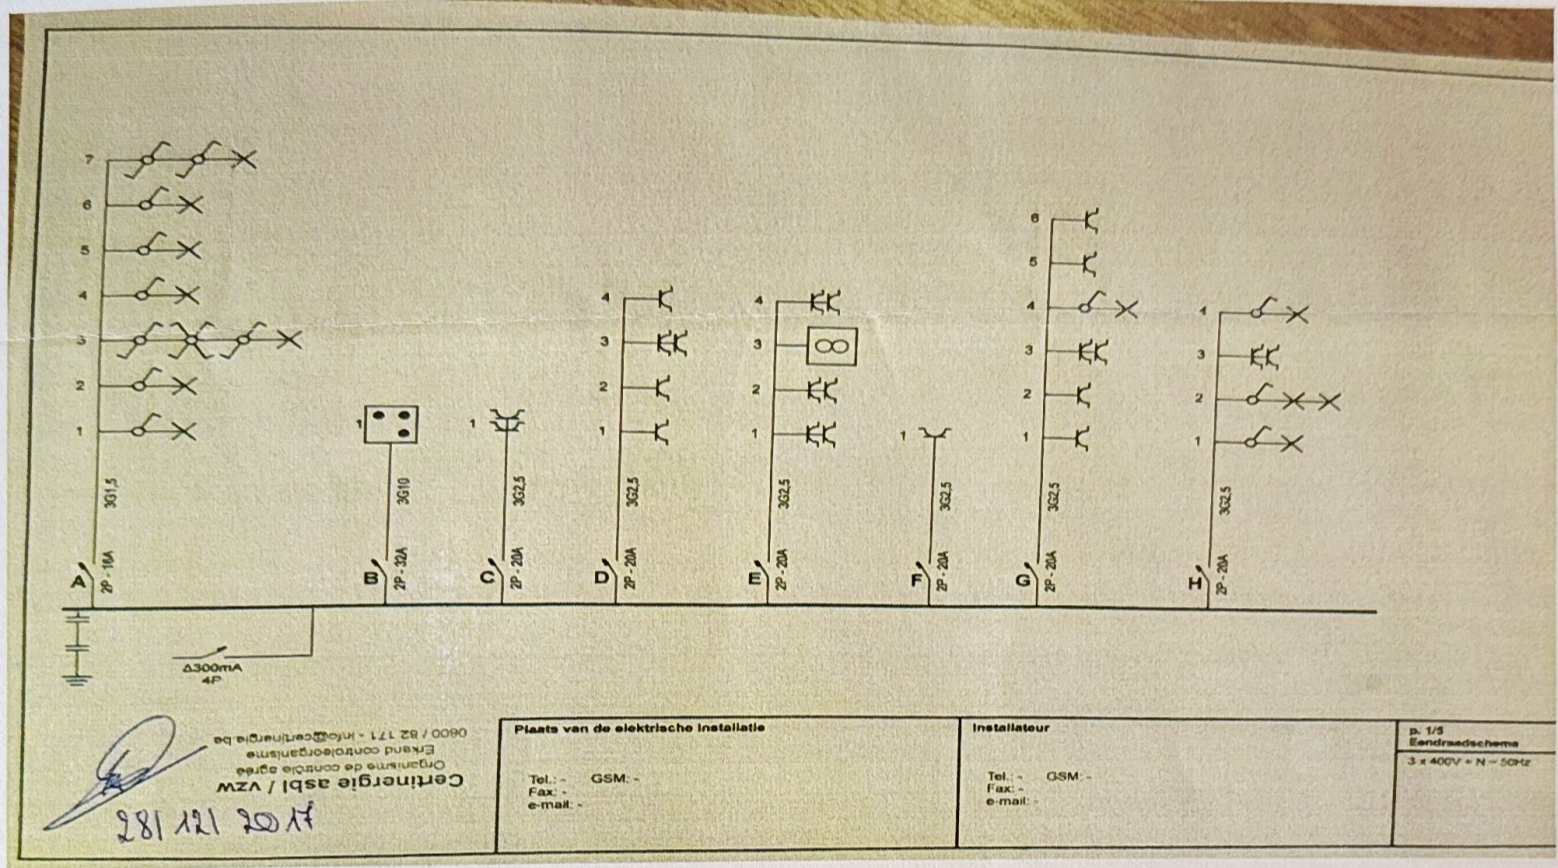 7
6
5
4
3
2
1
3G1,5
A
2P - 16A
1
3G10
B
2P - 32A
1
3G2,5
C
2P - 20A
4
3
2
1
3G2,5
D
2P - 20A
4
3
2
1
3G2,5
E
2P - 20A
1
3G2,5
F
2P - 20A
6
5
4
3
2
1
3G2,5
G
2P - 20A
4
3
2
1
3G2,5
H
2P - 20A
Δ300mA
4P
Certinergie asbl / vzw
Organisme de contrôle agréé
Erkend controleorganisme
0800 / 82 171 - info@certinergie.be
28/12/2017
Plaats van de elektrische installatie
Tel.: - GSM: -
Fax: -
e-mail: -
Installateur
Tel.: - GSM: -
Fax: -
e-mail: -
p. 1/5
Eendraadschema
3 x 400V + N ~ 50Hz